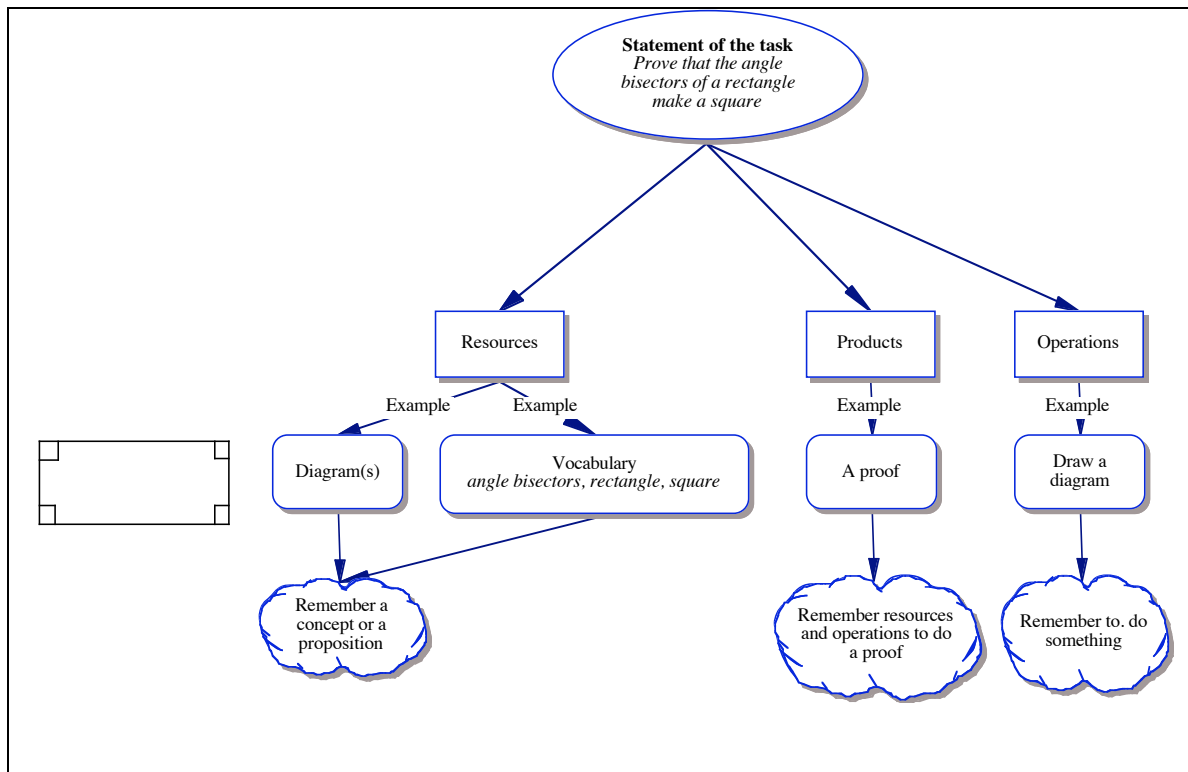 Statement of the task
Prove that the angle
bisectors of a rectangle
make a square
Resources
Products
Operations
Example
Example
Example
Example
Diagram(s)
Vocabulary
angle bisectors, rectangle, square
A proof
Draw a
diagram
Remember a
concept or a
proposition
Remember resources
and operations to do
a proof
Remember to. do
something